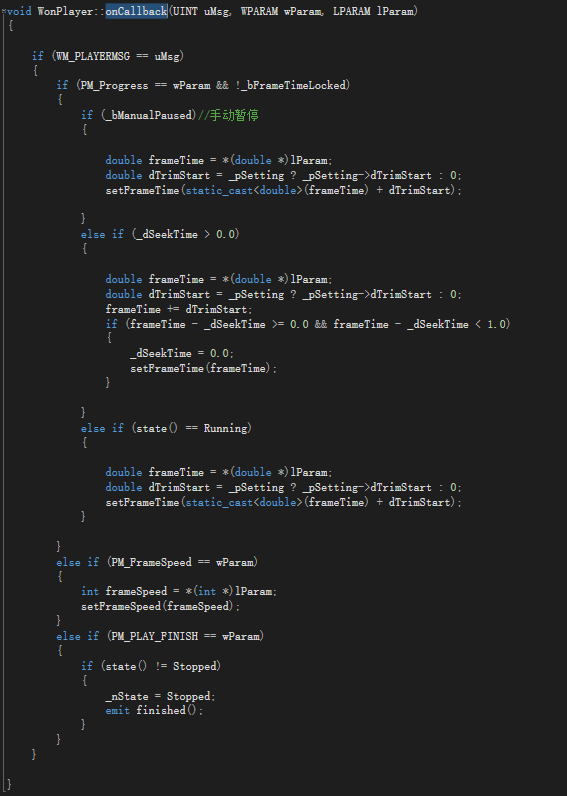 void WonPlayer::onCallback(UINT uMsg, WPARAM wParam, LPARAM lParam)
{
if (WM_PLAYERMSG == uMsg)
{
if (PM_Progress == wParam && !_bFrameTimeLocked)
{
if (_bManualPaused)//手动暂停
{
double frameTime = *(double *)lParam;
double dTrimStart = _pSetting ? _pSetting->dTrimStart : 0;
setFrameTime(static_cast<double>(frameTime) + dTrimStart);
}
else if (_dSeekTime > 0.0)
{
double frameTime = *(double *)lParam;
double dTrimStart = _pSetting ? _pSetting->dTrimStart : 0;
frameTime += dTrimStart;
if (frameTime - _dSeekTime >= 0.0 && frameTime - _dSeekTime < 1.0)
{
_dSeekTime = 0.0;
setFrameTime(frameTime);
}
}
else if (state() == Running)
{
double frameTime = *(double *)lParam;
double dTrimStart = _pSetting ? _pSetting->dTrimStart : 0;
setFrameTime(static_cast<double>(frameTime) + dTrimStart);
}
}
else if (PM_FrameSpeed == wParam)
{
int frameSpeed = *(int *)lParam;
setFrameSpeed(frameSpeed);
}
else if (PM_PLAY_FINISH == wParam)
{
if (state() != Stopped)
{
_nState = Stopped;
emit finished();
}
}
}
}